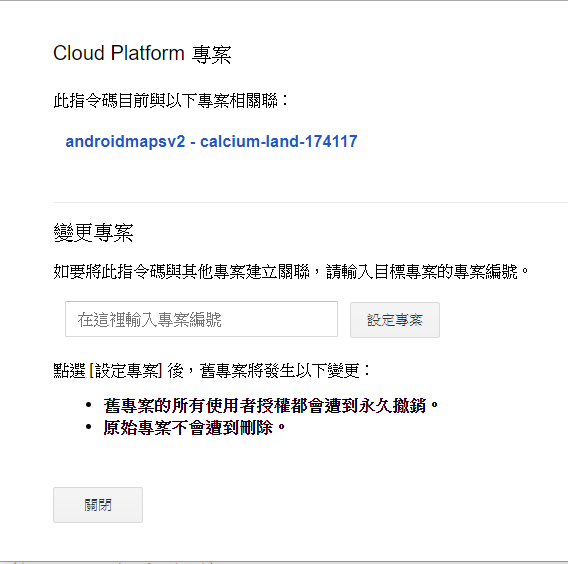 Cloud Platform 專案
此指令碼目前與以下專案相關聯：
androidmapsv2 - calcium-land-174117
變更專案
如要將此指令碼與其他專案建立關聯，請輸入目標專案的專案編號。
在這裡輸入專案編號 設定專案
點選 [設定專案] 後，舊專案將發生以下變更：
• 舊專案的所有使用者授權都會遭到永久撤銷。
• 原始專案不會遭到刪除。
關閉